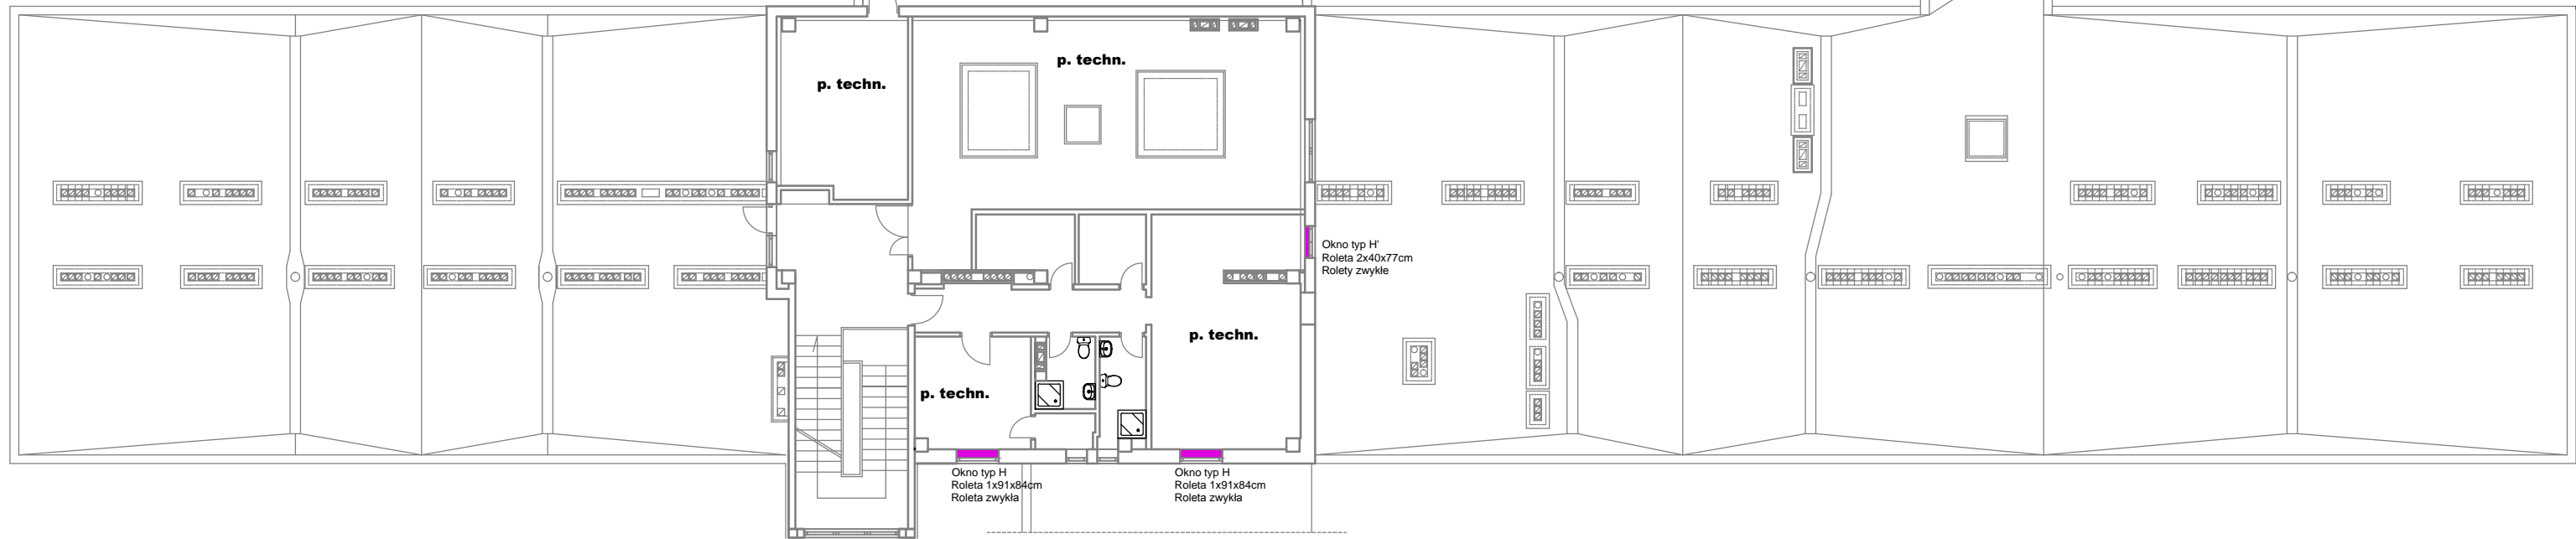 p. techn.
p. techn.
Okno typ H'
Roleta 2x40x77cm
Rolety zwykłe
p. techn.
p. techn.
Okno typ H
Roleta 1x91x84cm
Roleta zwykła
Okno typ H
Roleta 1x91x84cm
Roleta zwykła